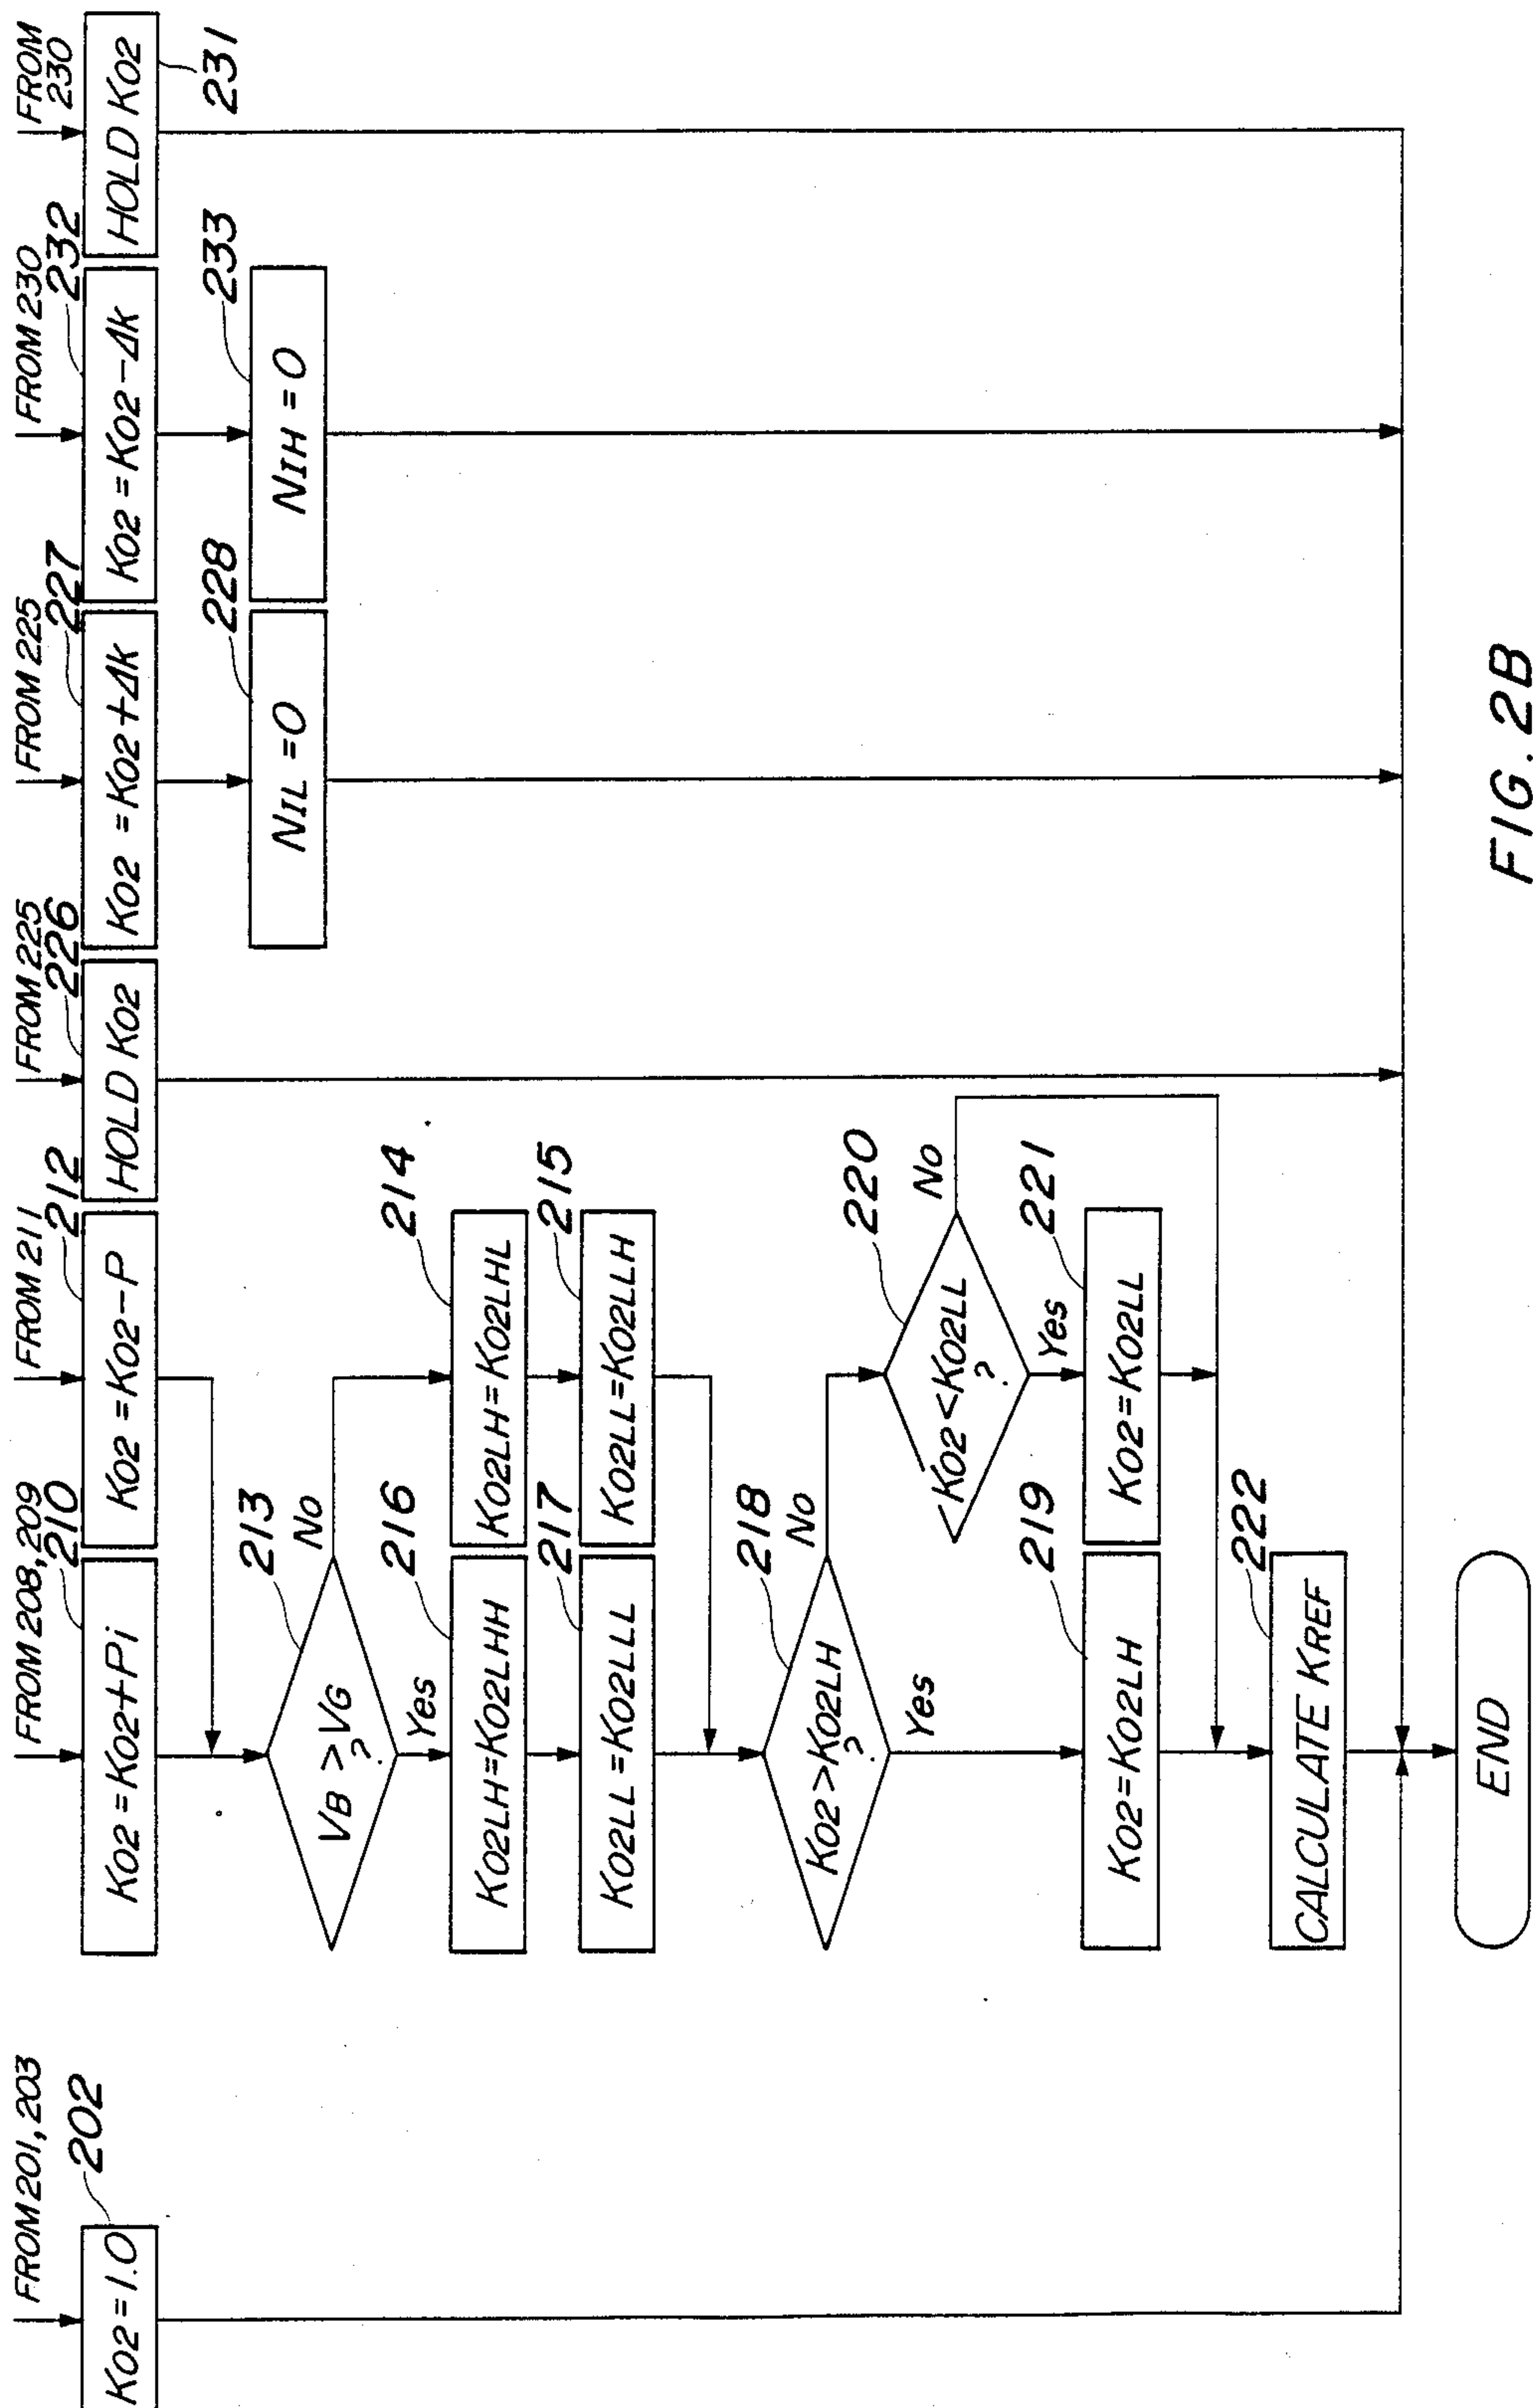 FROM 201, 203
202
KO2 = 1.0
FROM 208, 209
210
KO2 = KO2+Pi
FROM 211
212
KO2 = KO2-P
FROM 225
226
HOLD KO2
FROM 225
227
KO2 = KO2+ΔK
228
NIL = 0
FROM 230
232
KO2 = KO2-ΔK
233
NIH = 0
FROM
230
HOLD KO2
231
213
VB > VG
?
No
Yes
216
KO2LH=KO2LHH
214
KO2LH=KO2LHL
217
KO2LL=KO2LLL
215
KO2LL=KO2LLH
218
KO2 > KO2LH
?
No
Yes
220
KO2 < KO2LL
?
No
Yes
219
KO2=KO2LH
221
KO2=KO2LL
222
CALCULATE KREF
END
FIG. 2B